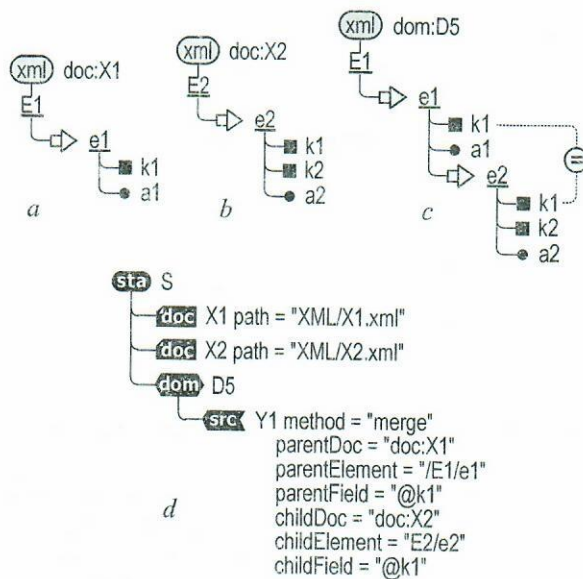 xml doc:X1
E1
e1
k1
a1
a
xml doc:X2
E2
e2
k1
k2
a2
b
xml dom:D5
E1
e1
k1
a1
=
e2
k1
k2
a2
c
sta S
doc X1 path = "XML/X1.xml"
doc X2 path = "XML/X2.xml"
dom D5
src Y1 method = "merge"
parentDoc = "doc:X1"
parentElement = "/E1/e1"
parentField = "@k1"
childDoc = "doc:X2"
childElement = "E2/e2"
childField = "@k1"
d